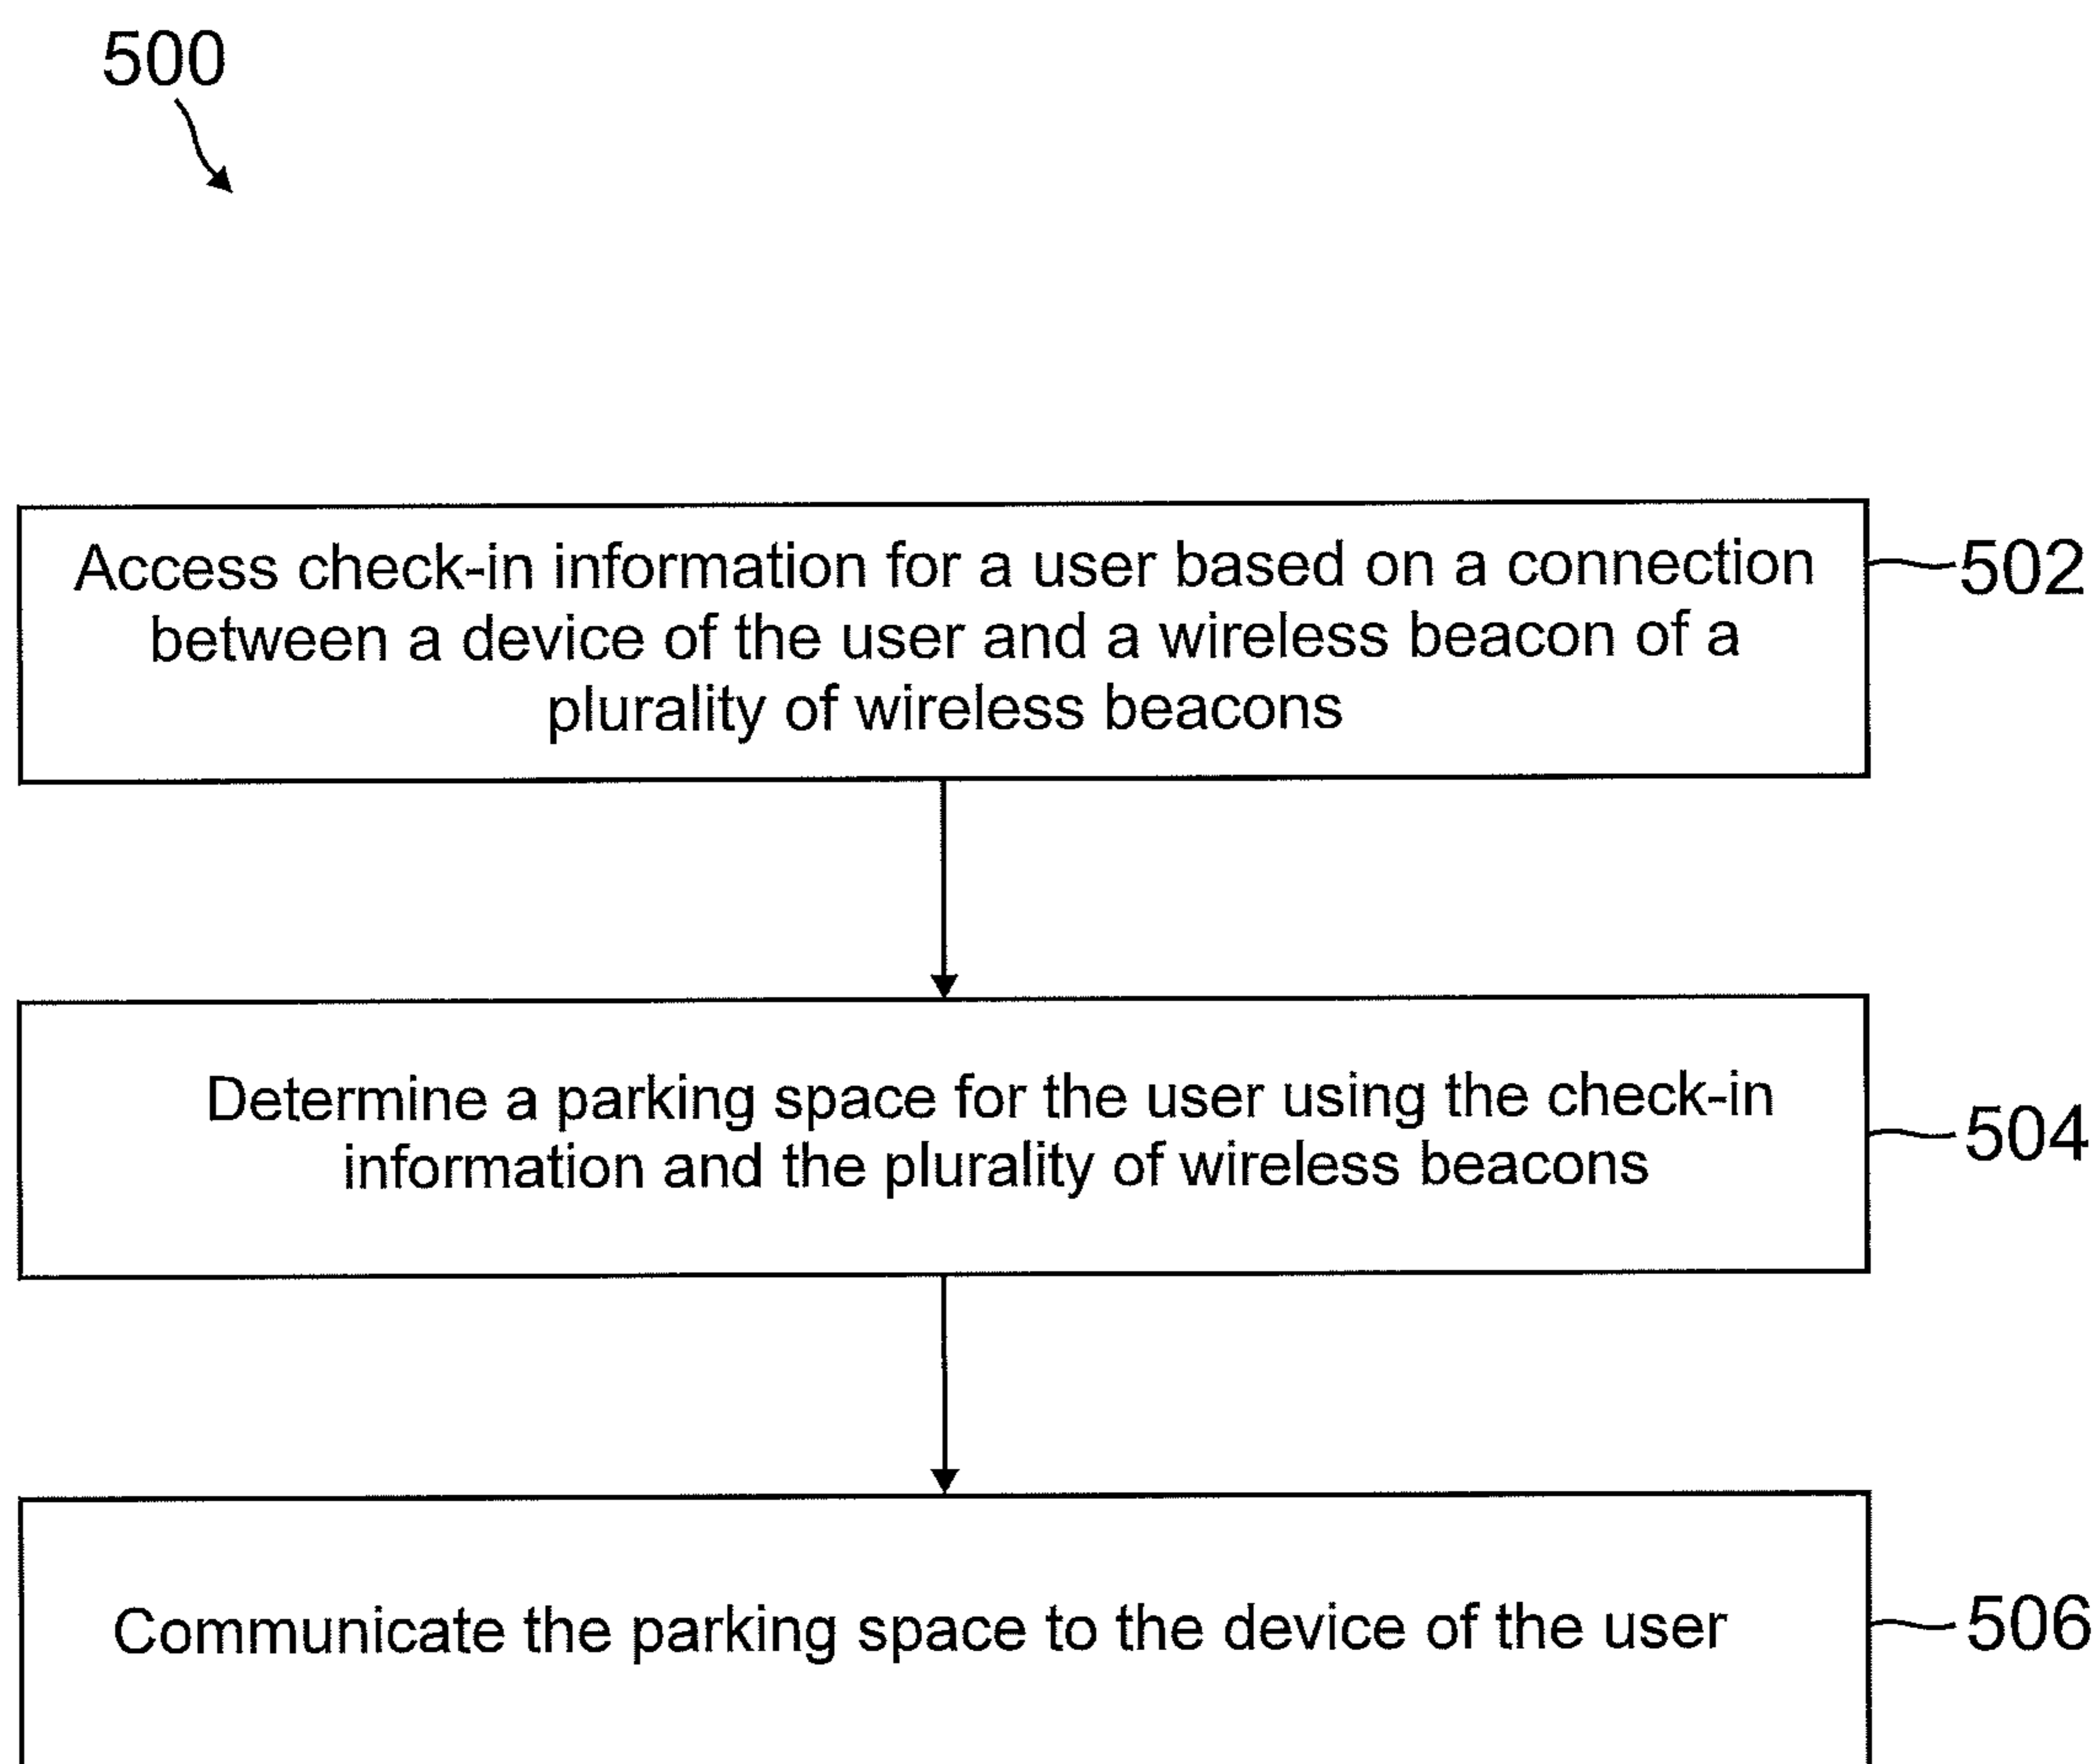 500
Access check-in information for a user based on a connection
between a device of the user and a wireless beacon of a
plurality of wireless beacons
502
Determine a parking space for the user using the check-in
information and the plurality of wireless beacons
504
Communicate the parking space to the device of the user
506